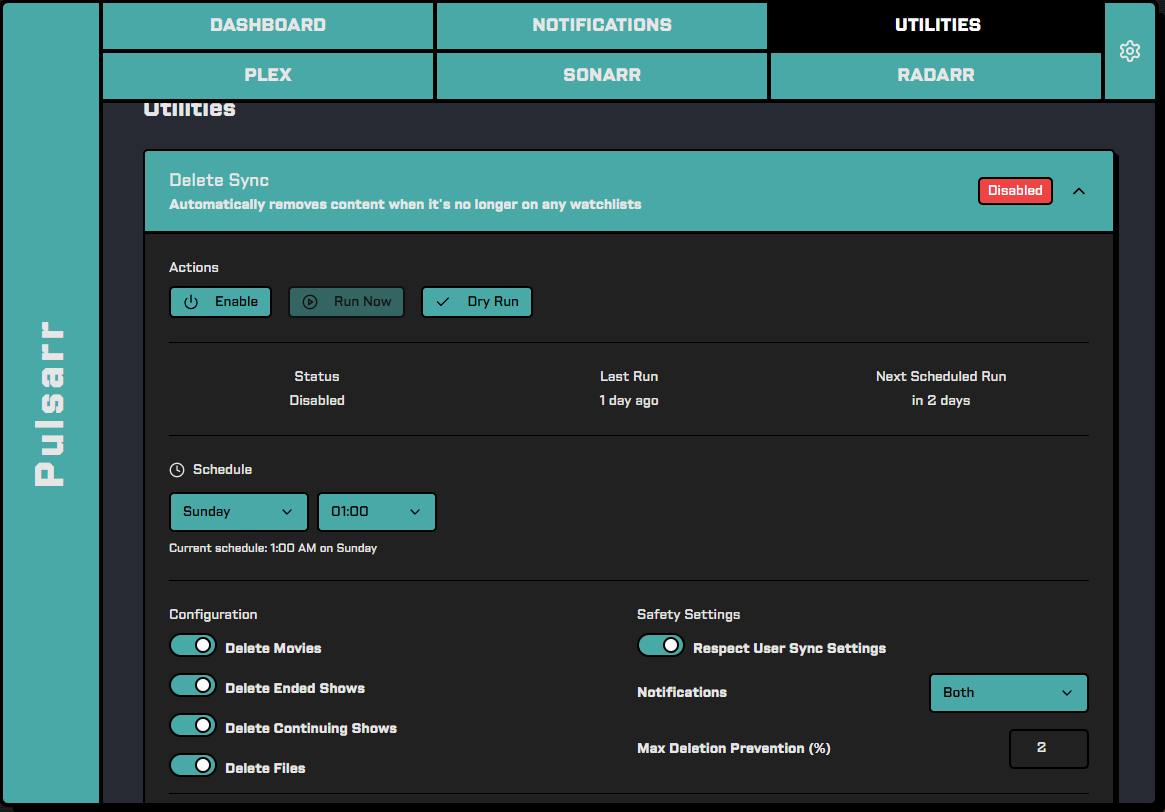 Pulsarr
DASHBOARD NOTIFICATIONS UTILITIES
PLEX SONARR RADARR
Utilities
Delete Sync
Automatically removes content when it's no longer on any watchlists
Disabled
Actions
Enable Run Now Dry Run
Status Last Run Next Scheduled Run
Disabled 1 day ago in 2 days
Schedule
Sunday 01:00
Current schedule: 1:00 AM on Sunday
Configuration
Delete Movies
Delete Ended Shows
Delete Continuing Shows
Delete Files
Safety Settings
Respect User Sync Settings
Notifications Both
Max Deletion Prevention (%) 2